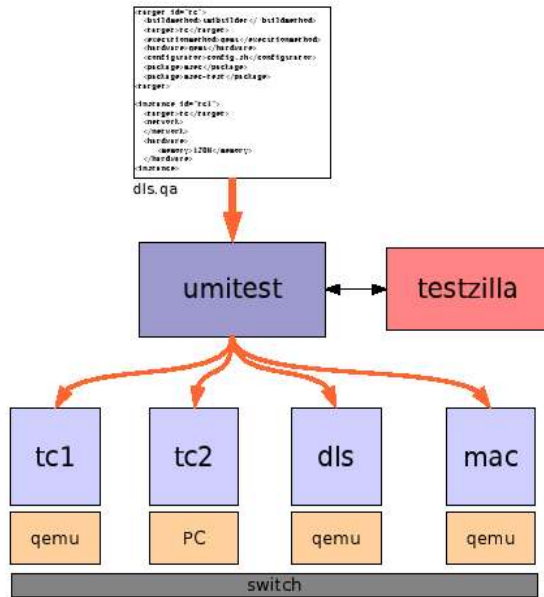 <target id="tc">
<buildmethod>umibuilder</ buildmethod>
<target>tc</target>
<executionmethod>qemu</executionmethod>
<hardware>qemu</hardware>
<configurator>config.sh</configurator>
<package>mzec</package>
<package>mzec-test</package>
<target>
<instance id="tc1">
<target>tc</target>
<network>
</network>
<hardware>
<memory>120M</memory>
</hardware>
<instance>
dls.qa
umitest
testzilla
tc1
tc2
dls
mac
qemu
PC
qemu
qemu
switch